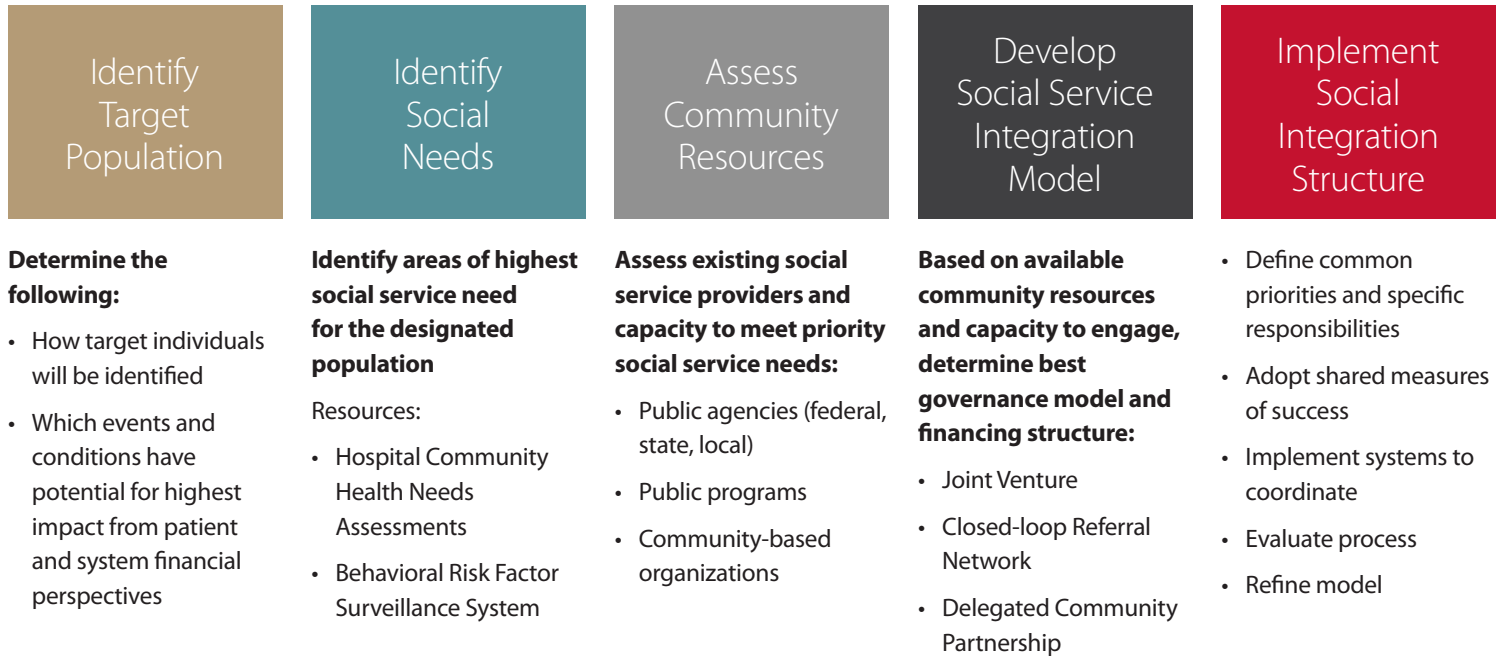 Identify
Target
Population
Determine the
following:
• How target individuals
will be identified
• Which events and
conditions have
potential for highest
impact from patient
and system financial
perspectives
Identify
Social
Needs
Identify areas of highest
social service need
for the designated
population
Resources:
• Hospital Community
Health Needs
Assessments
• Behavioral Risk Factor
Surveillance System
Assess
Community
Resources
Assess existing social
service providers and
capacity to meet priority
social service needs:
• Public agencies (federal,
state, local)
• Public programs
• Community-based
organizations
Develop
Social Service
Integration
Model
Based on available
community resources
and capacity to engage,
determine best
governance model and
financing structure:
• Joint Venture
• Closed-loop Referral
Network
• Delegated Community
Partnership
Implement
Social
Integration
Structure
• Define common
priorities and specific
responsibilities
• Adopt shared measures
of success
• Implement systems to
coordinate
• Evaluate process
• Refine model